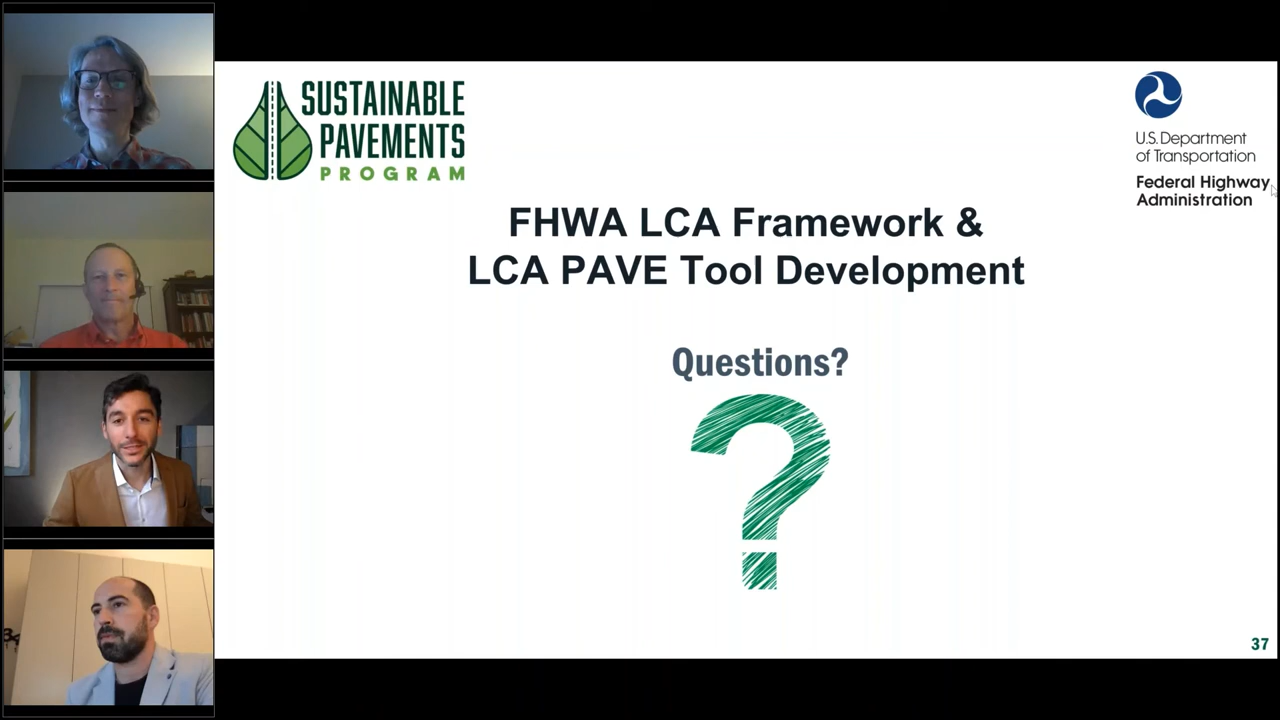 SUSTAINABLE
PAVEMENTS
PROGRAM
U.S. Department
of Transportation
Federal Highway
Administration
FHWA LCA Framework &
LCA PAVE Tool Development
Questions?
?
37